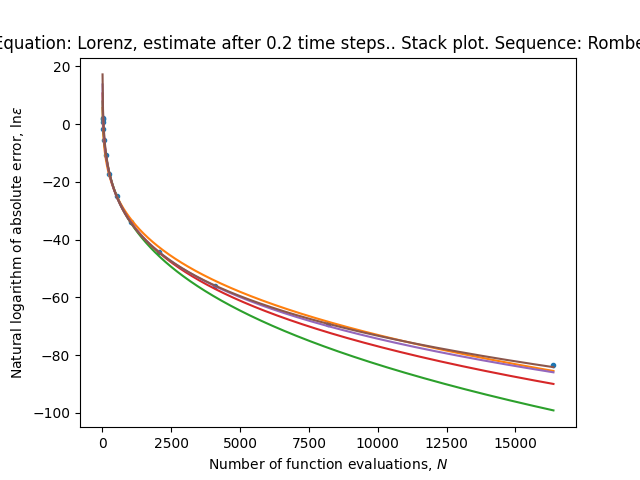 Equation: Lorenz, estimate after 0.2 time steps.. Stack plot. Sequence: Rombe
20
0
−20
−40
−60
−80
−100
Natural logarithm of absolute error, lnε
0 2500 5000 7500 10000 12500 15000
Number of function evaluations, N